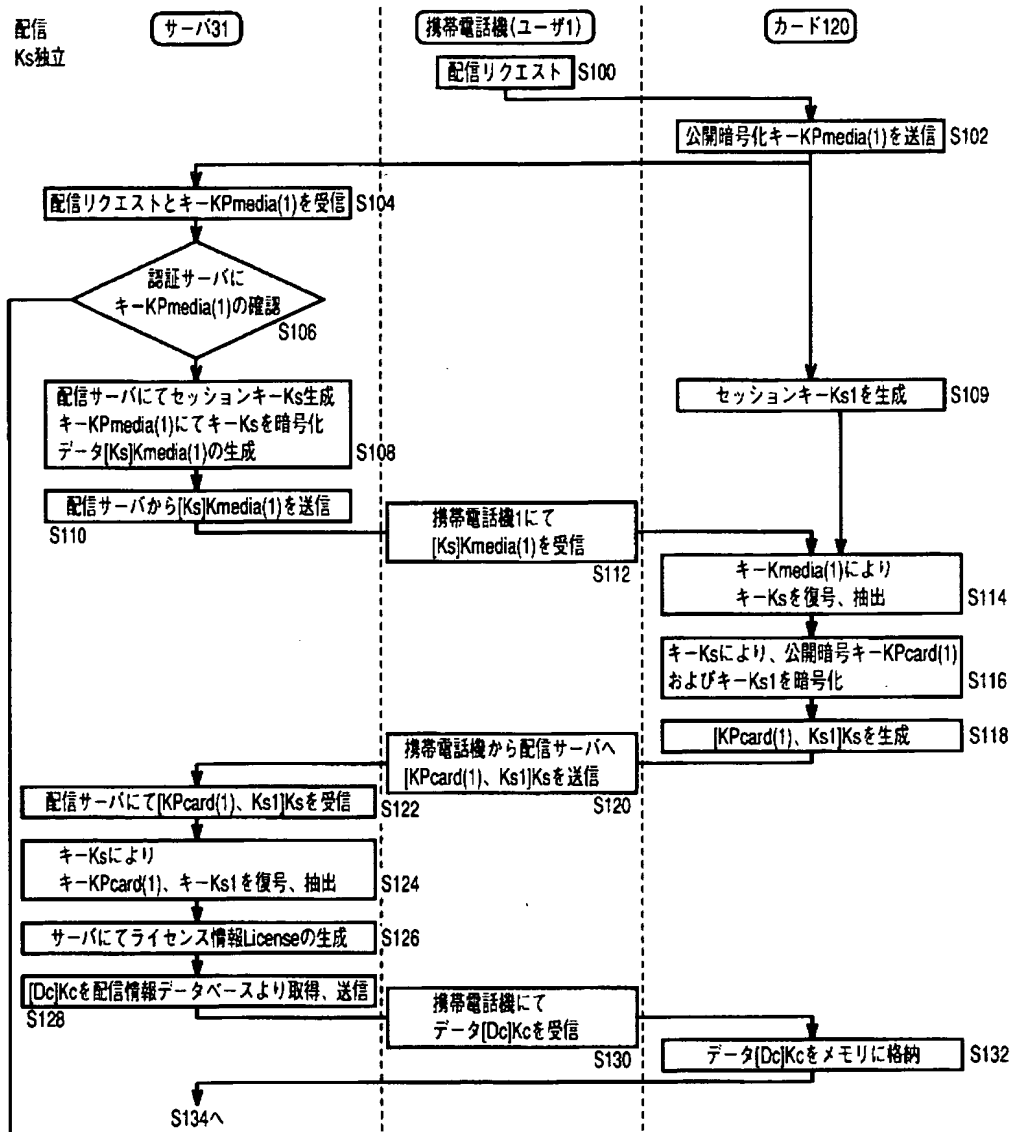 配信
Ks独立
サーバ31
携帯電話機(ユーザ1)
カード120
配信リクエスト
S100
公開暗号化キーKPmedia(1)を送信
S102
配信リクエストとキーKPmedia(1)を受信
S104
認証サーバに
キーKPmedia(1)の確認
S106
配信サーバにてセッションキーKs生成
キーKPmedia(1)にてキーKsを暗号化
データ[Ks]Kmedia(1)の生成
S108
セッションキーKs1を生成
S109
配信サーバから[Ks]Kmedia(1)を送信
S110
携帯電話機1にて
[Ks]Kmedia(1)を受信
S112
キーKmedia(1)により
キーKsを復号、抽出
S114
キーKsにより、公開暗号キーKPcard(1)
およびキーKs1を暗号化
S116
[KPcard(1)、Ks1]Ksを生成
S118
携帯電話機から配信サーバへ
[KPcard(1)、Ks1]Ksを送信
S120
配信サーバにて[KPcard(1)、Ks1]Ksを受信
S122
キーKsにより
キーKPcard(1)、キーKs1を復号、抽出
S124
サーバにてライセンス情報Licenseの生成
S126
[Dc]Kcを配信情報データベースより取得、送信
S128
携帯電話機にて
データ[Dc]Kcを受信
S130
データ[Dc]Kcをメモリに格納
S132
S134へ